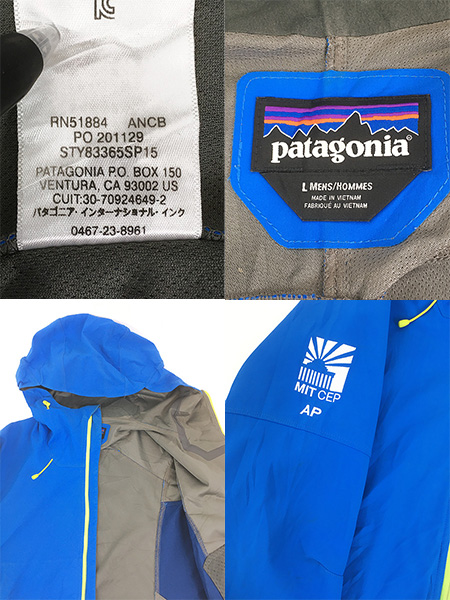 RN51884 ANCB
PO 201129
STY83365SP15
PATAGONIA P.O. BOX 150
VENTURA, CA 93002 US
CUIT:30-70924649-2
パタゴニア・インターナショナル・インク
0467-23-8961
patagonia
L MENS/HOMMES
MADE IN VIETNAM
FABRIQUÉ AU VIETNAM
MIT CEP
AP